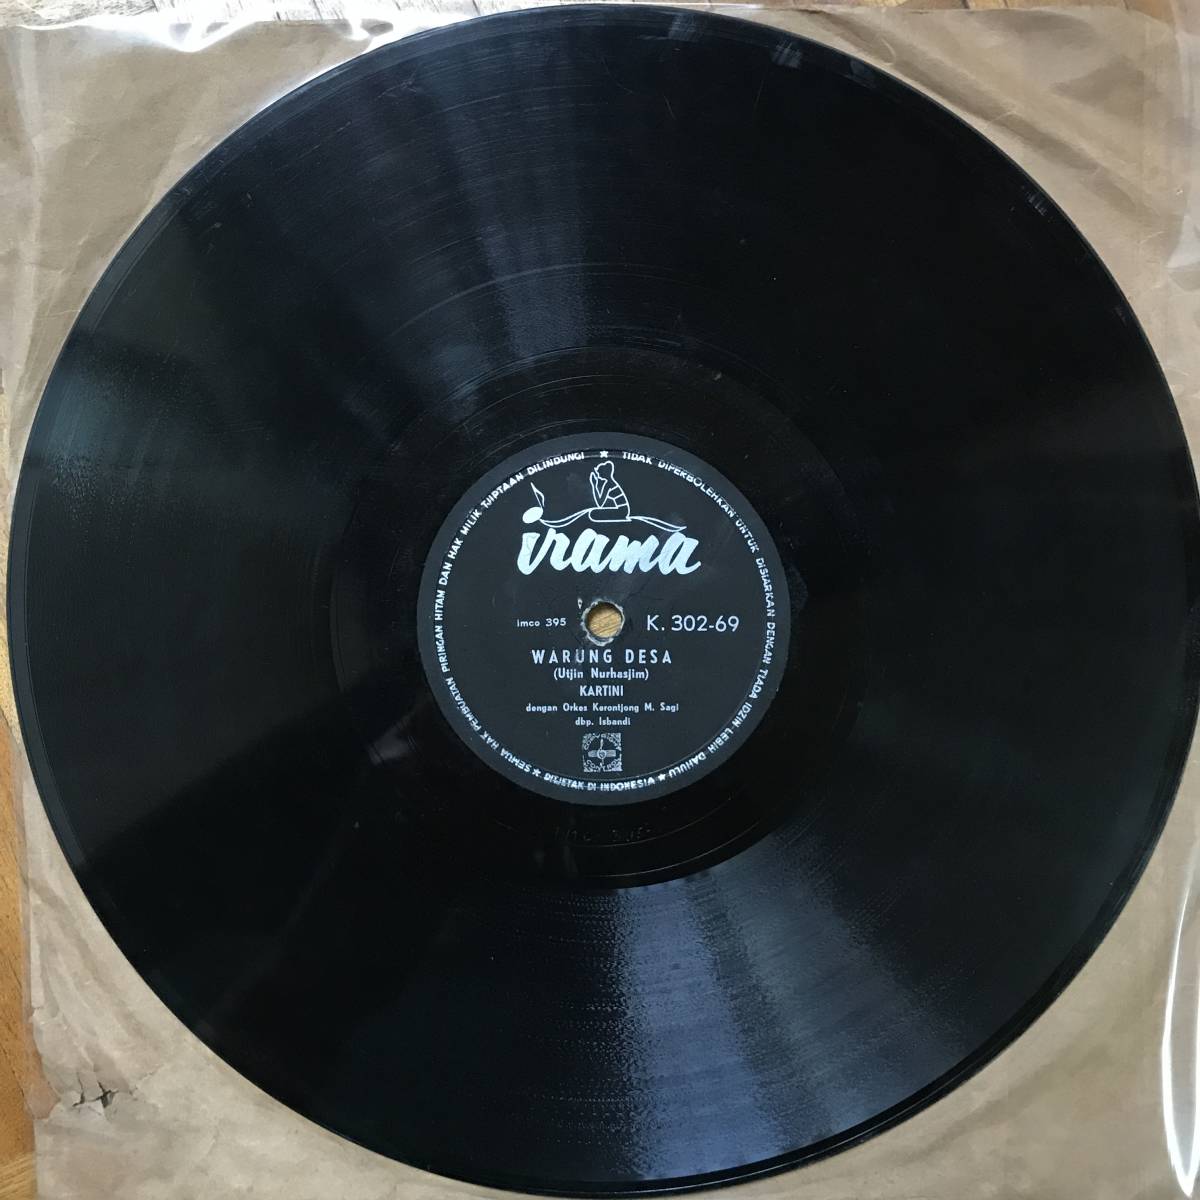 SEMUA HAK PEMBUATAN PIRINGAN HITAM DAN HAK MILIK TJIPTAAN DILINDUNGI ★ TIDAK DIPERBOLEHKAN UNTUK DISIARKAN DENGAN TIADA IDZIN LEBIH DAHULU ★ DITJETAK DI INDONESIA ★
irama
imco 395 K. 302-69
WARUNG DESA
(Utjin Nurhasjim)
KARTINI
dengan Orkes Kerontjong M. Sagi
dbp. Isbandi